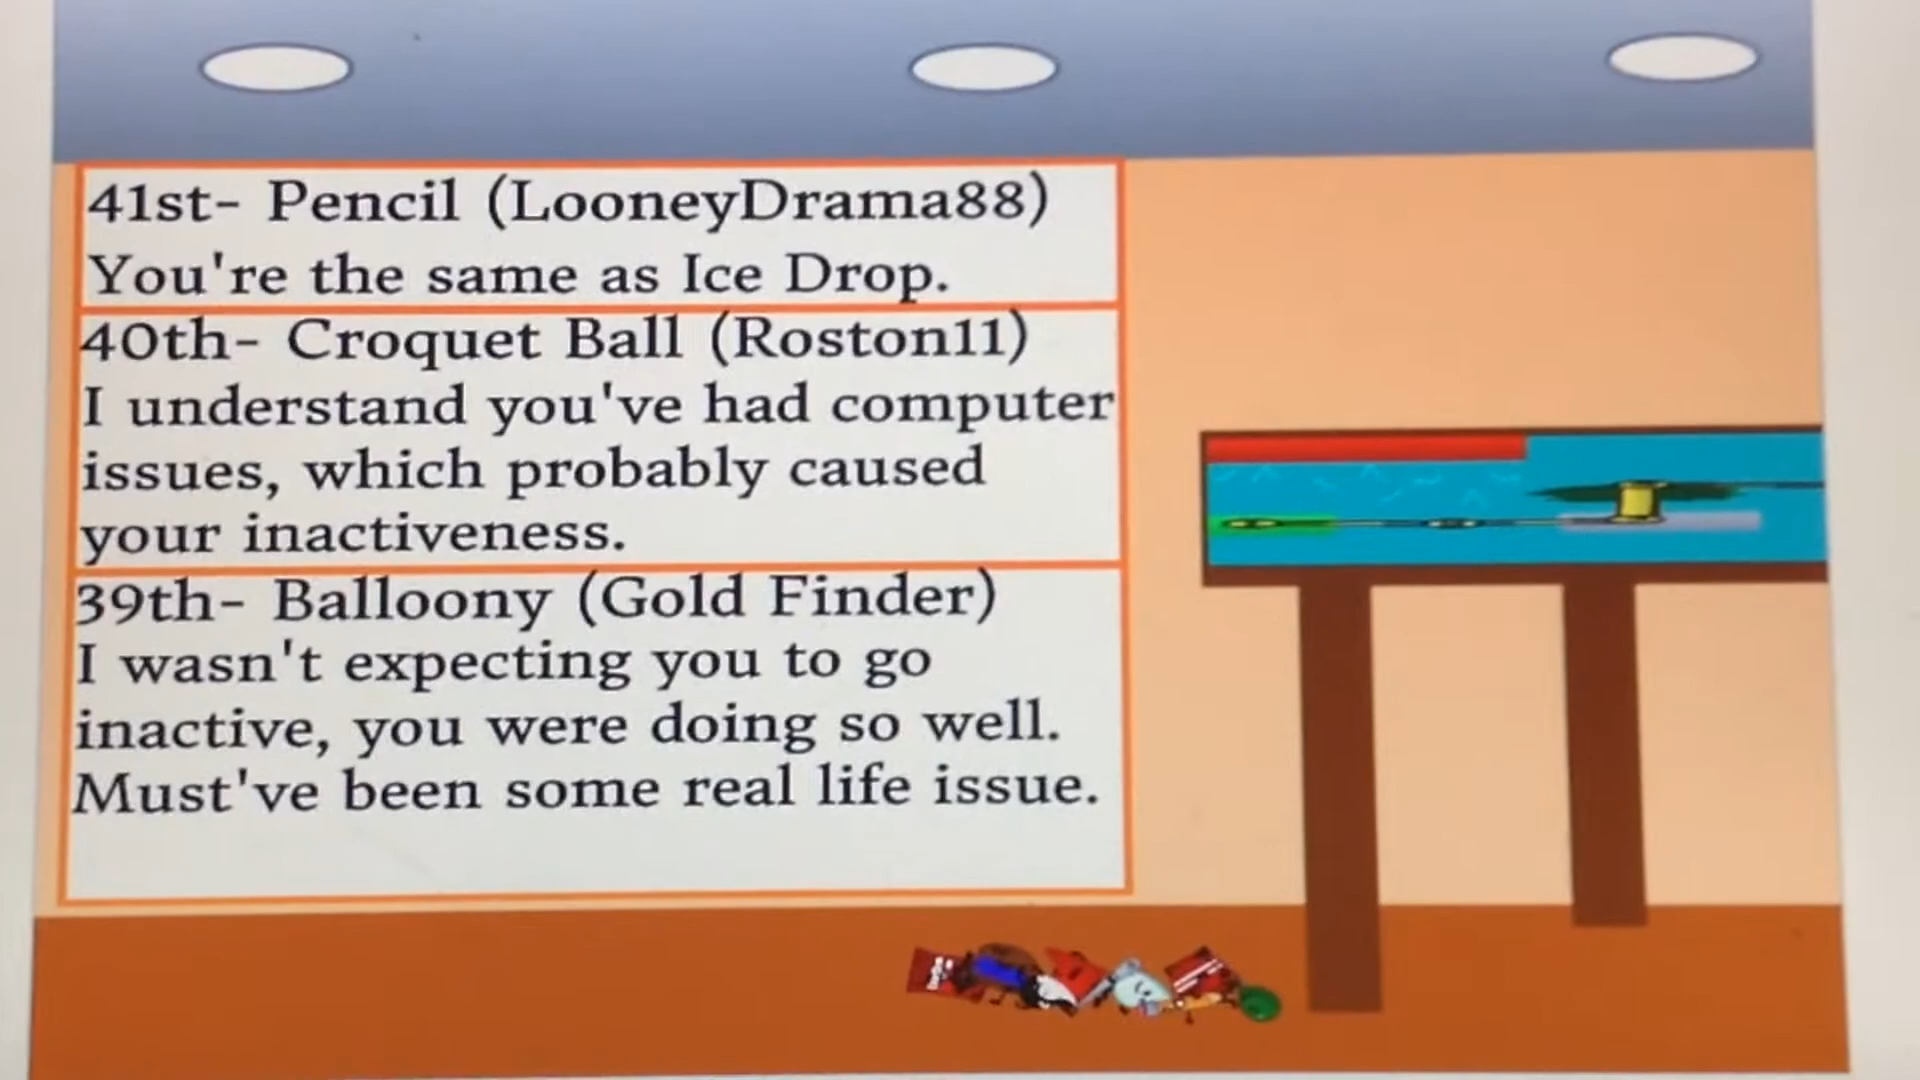 41st- Pencil (LooneyDrama88)
You're the same as Ice Drop.
40th- Croquet Ball (Roston11)
I understand you've had computer
issues, which probably caused
your inactiveness.
39th- Balloony (Gold Finder)
I wasn't expecting you to go
inactive, you were doing so well.
Must've been some real life issue.